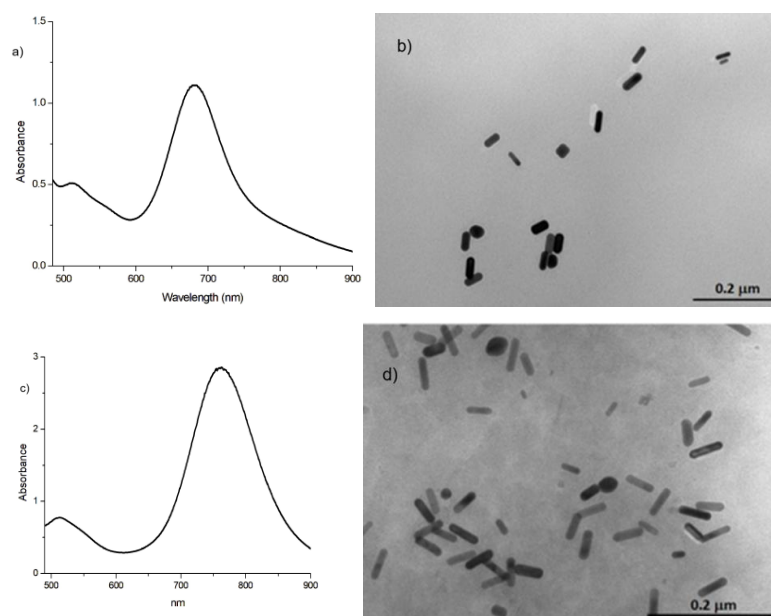 a)
Absorbance
1.5
1.0
0.5
0.0
500 600 700 800 900
Wavelength (nm)
b)
0.2 μm
c)
Absorbance
3
2
1
0
500 600 700 800 900
nm
d)
0.2 μm